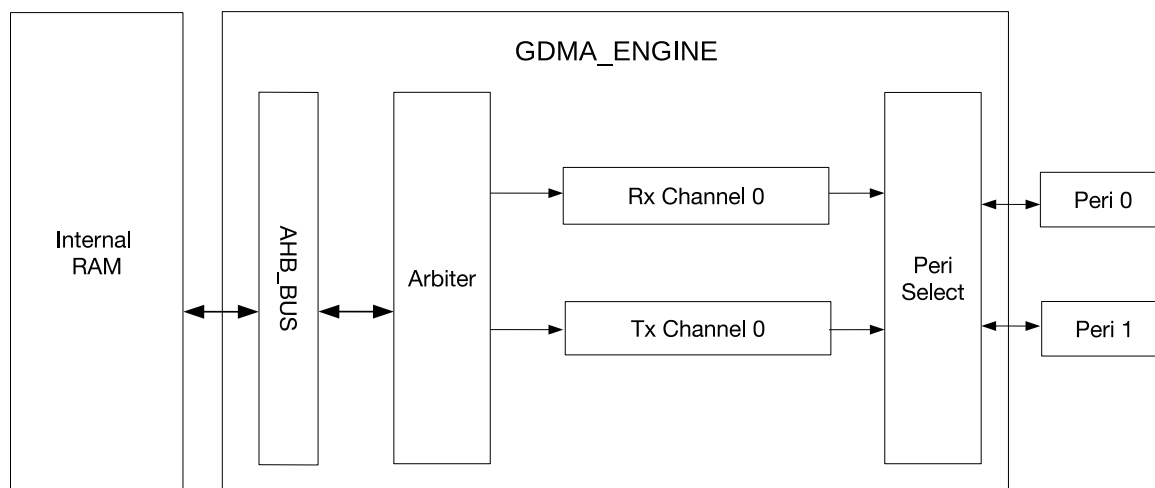 GDMA_ENGINE
Internal
RAM
AHB_BUS
Arbiter
Rx Channel 0
Tx Channel 0
Peri
Select
Peri 0
Peri 1